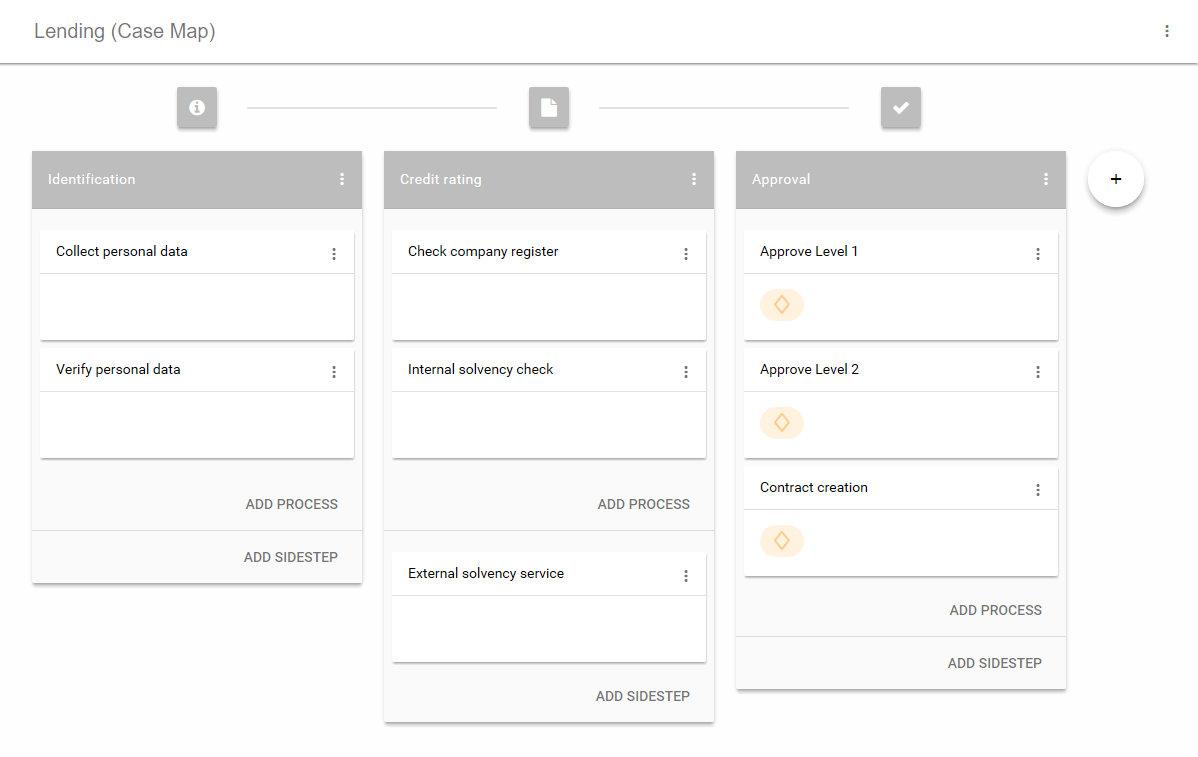 Lending (Case Map)
Identification
Collect personal data
Verify personal data
ADD PROCESS
ADD SIDESTEP
Credit rating
Check company register
Internal solvency check
ADD PROCESS
External solvency service
ADD SIDESTEP
Approval
Approve Level 1
Approve Level 2
Contract creation
ADD PROCESS
ADD SIDESTEP